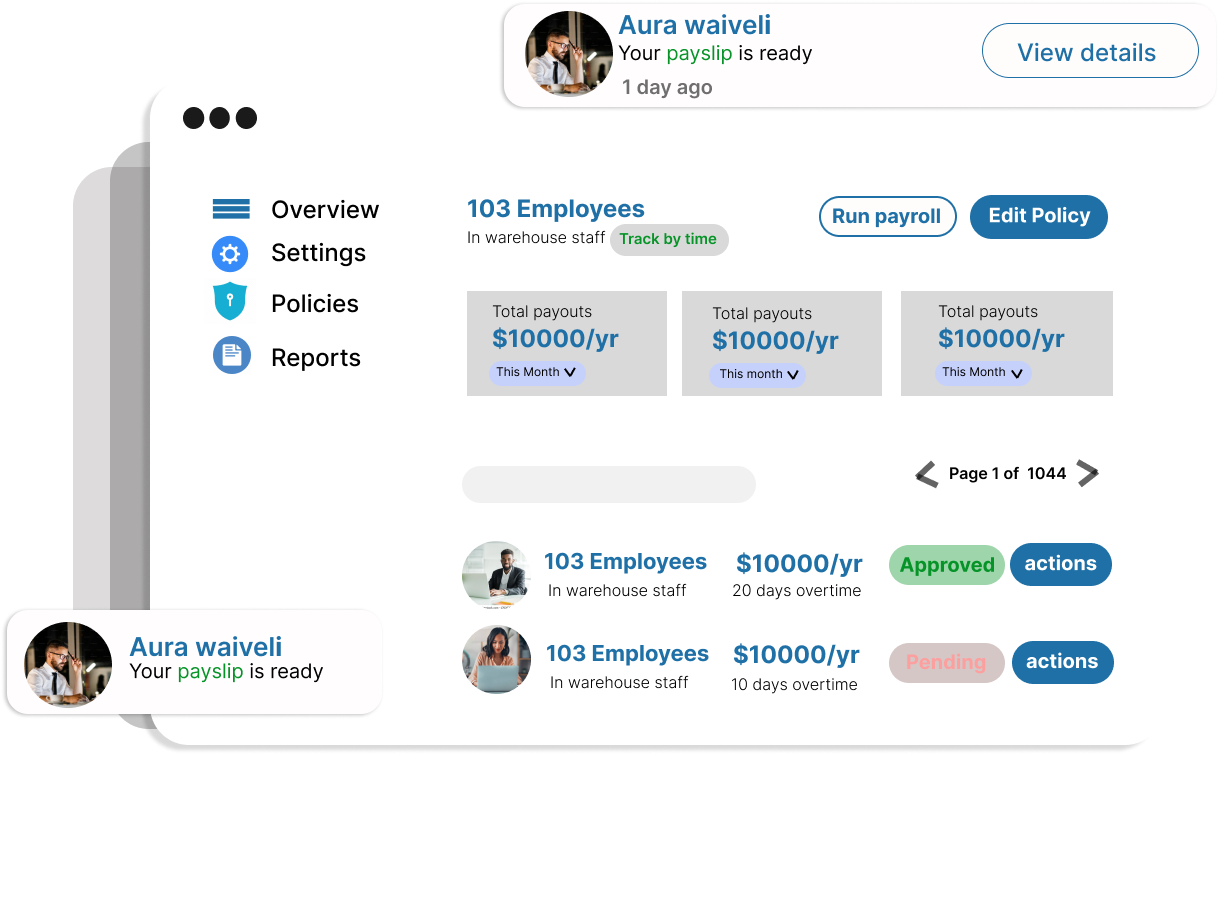 Aura waiveli
Your payslip is ready
1 day ago
View details
Overview
Settings
Policies
Reports
103 Employees
In warehouse staff
Track by time
Run payroll
Edit Policy
Total payouts
$10000/yr
This Month
Total payouts
$10000/yr
This month
Total payouts
$10000/yr
This Month
Page 1 of 1044
103 Employees
In warehouse staff
$10000/yr
20 days overtime
Approved
actions
103 Employees
In warehouse staff
$10000/yr
10 days overtime
Pending
actions
Aura waiveli
Your payslip is ready